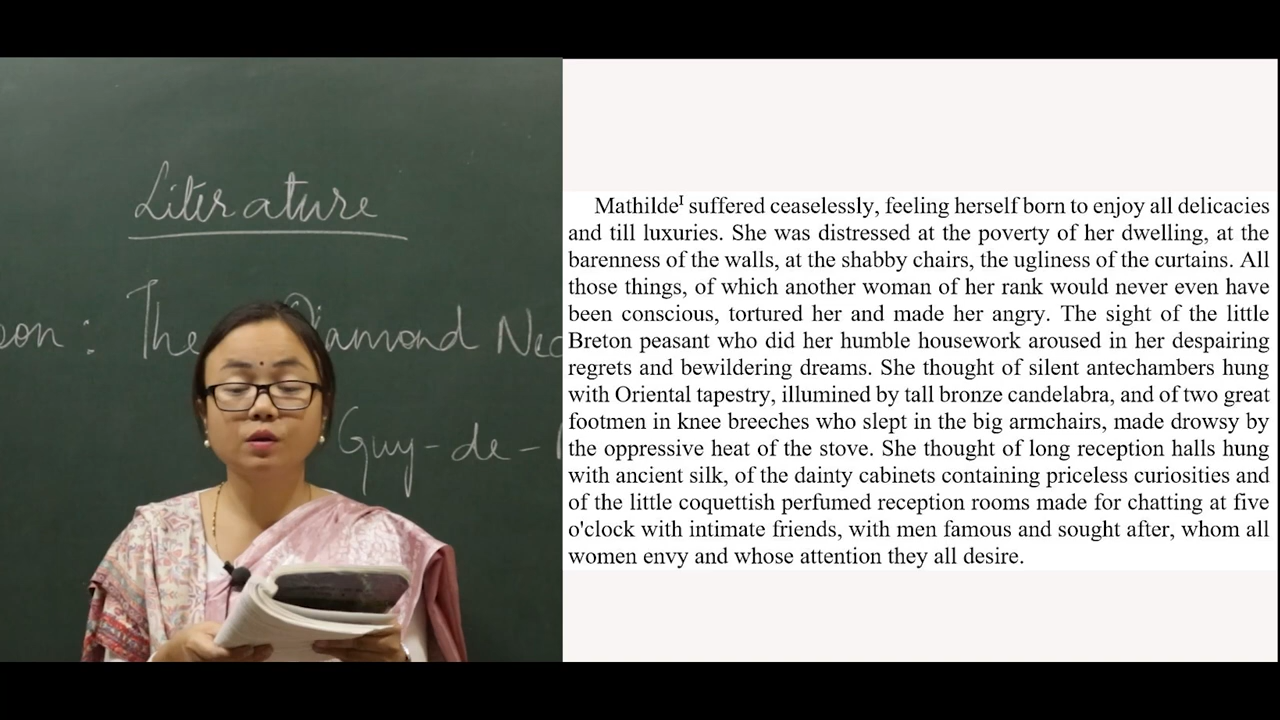 Literature
son : The Diamond Nec
Guy-de-
Mathildeᴵ suffered ceaselessly, feeling herself born to enjoy all delicacies
and till luxuries. She was distressed at the poverty of her dwelling, at the
barenness of the walls, at the shabby chairs, the ugliness of the curtains. All
those things, of which another woman of her rank would never even have
been conscious, tortured her and made her angry. The sight of the little
Breton peasant who did her humble housework aroused in her despairing
regrets and bewildering dreams. She thought of silent antechambers hung
with Oriental tapestry, illumined by tall bronze candelabra, and of two great
footmen in knee breeches who slept in the big armchairs, made drowsy by
the oppressive heat of the stove. She thought of long reception halls hung
with ancient silk, of the dainty cabinets containing priceless curiosities and
of the little coquettish perfumed reception rooms made for chatting at five
o'clock with intimate friends, with men famous and sought after, whom all
women envy and whose attention they all desire.